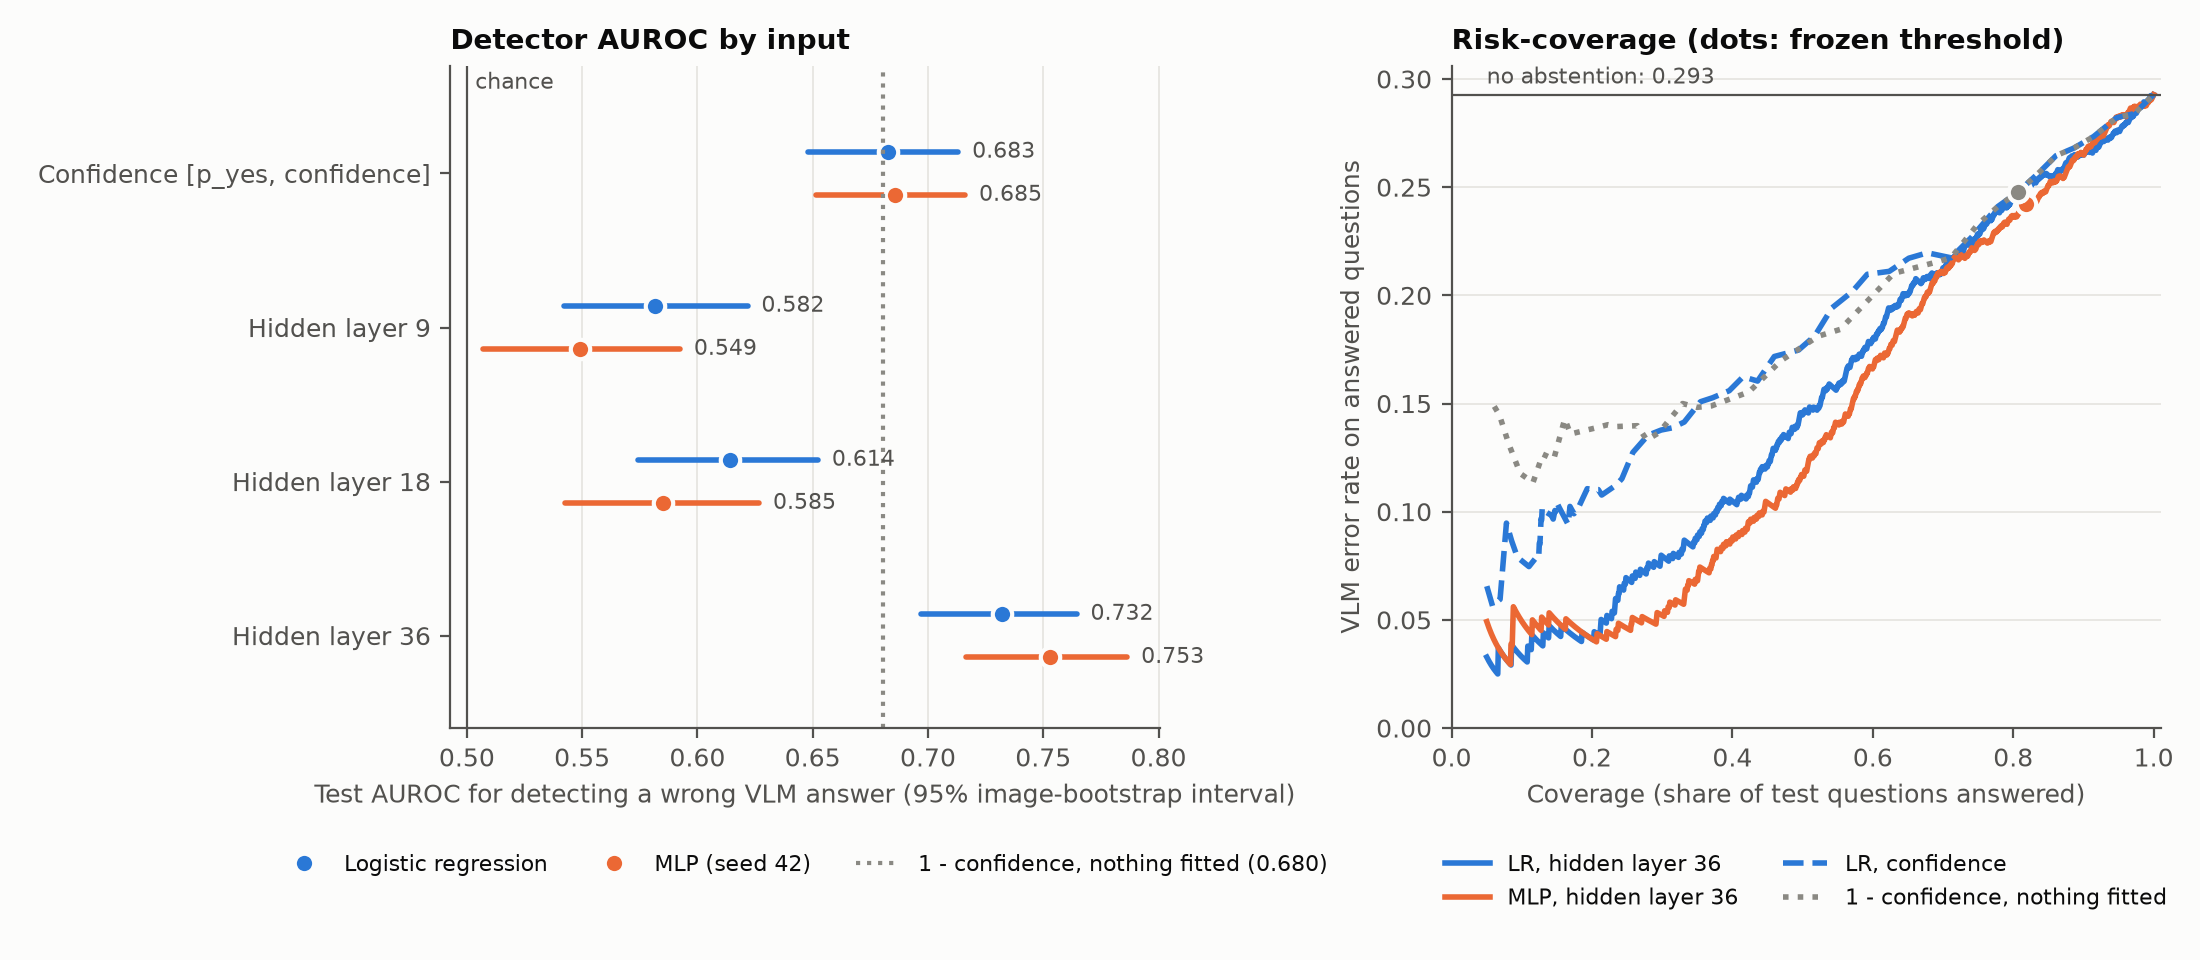 Detector AUROC by input
chance
Confidence [p_yes, confidence]
0.683
0.685
Hidden layer 9
0.582
0.549
Hidden layer 18
0.614
0.585
Hidden layer 36
0.732
0.753
0.50 0.55 0.60 0.65 0.70 0.75 0.80
Test AUROC for detecting a wrong VLM answer (95% image-bootstrap interval)
Logistic regression
MLP (seed 42)
1 - confidence, nothing fitted (0.680)
Risk-coverage (dots: frozen threshold)
no abstention: 0.293
VLM error rate on answered questions
0.30
0.25
0.20
0.15
0.10
0.05
0.00
0.0 0.2 0.4 0.6 0.8 1.0
Coverage (share of test questions answered)
LR, hidden layer 36
MLP, hidden layer 36
LR, confidence
1 - confidence, nothing fitted